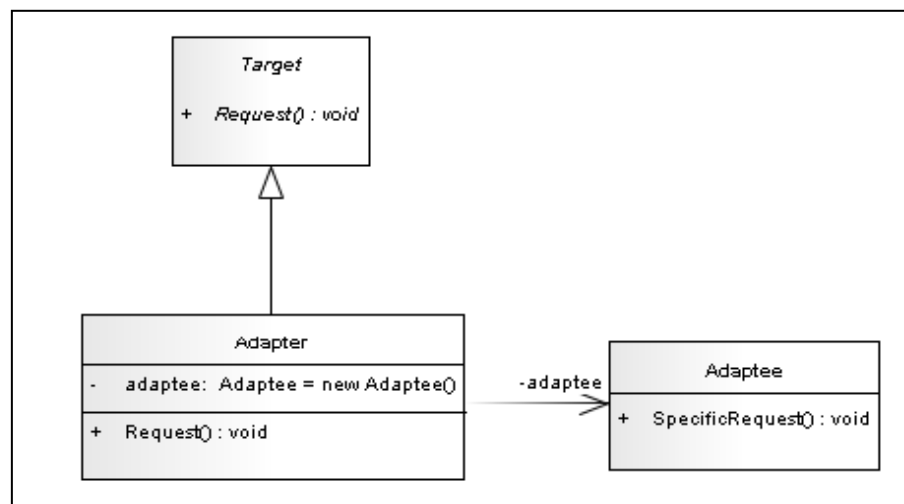 Target
+ Request() : void
Adapter
- adaptee: Adaptee = new Adaptee()
+ Request() : void
-adaptee
Adaptee
+ SpecificRequest() : void